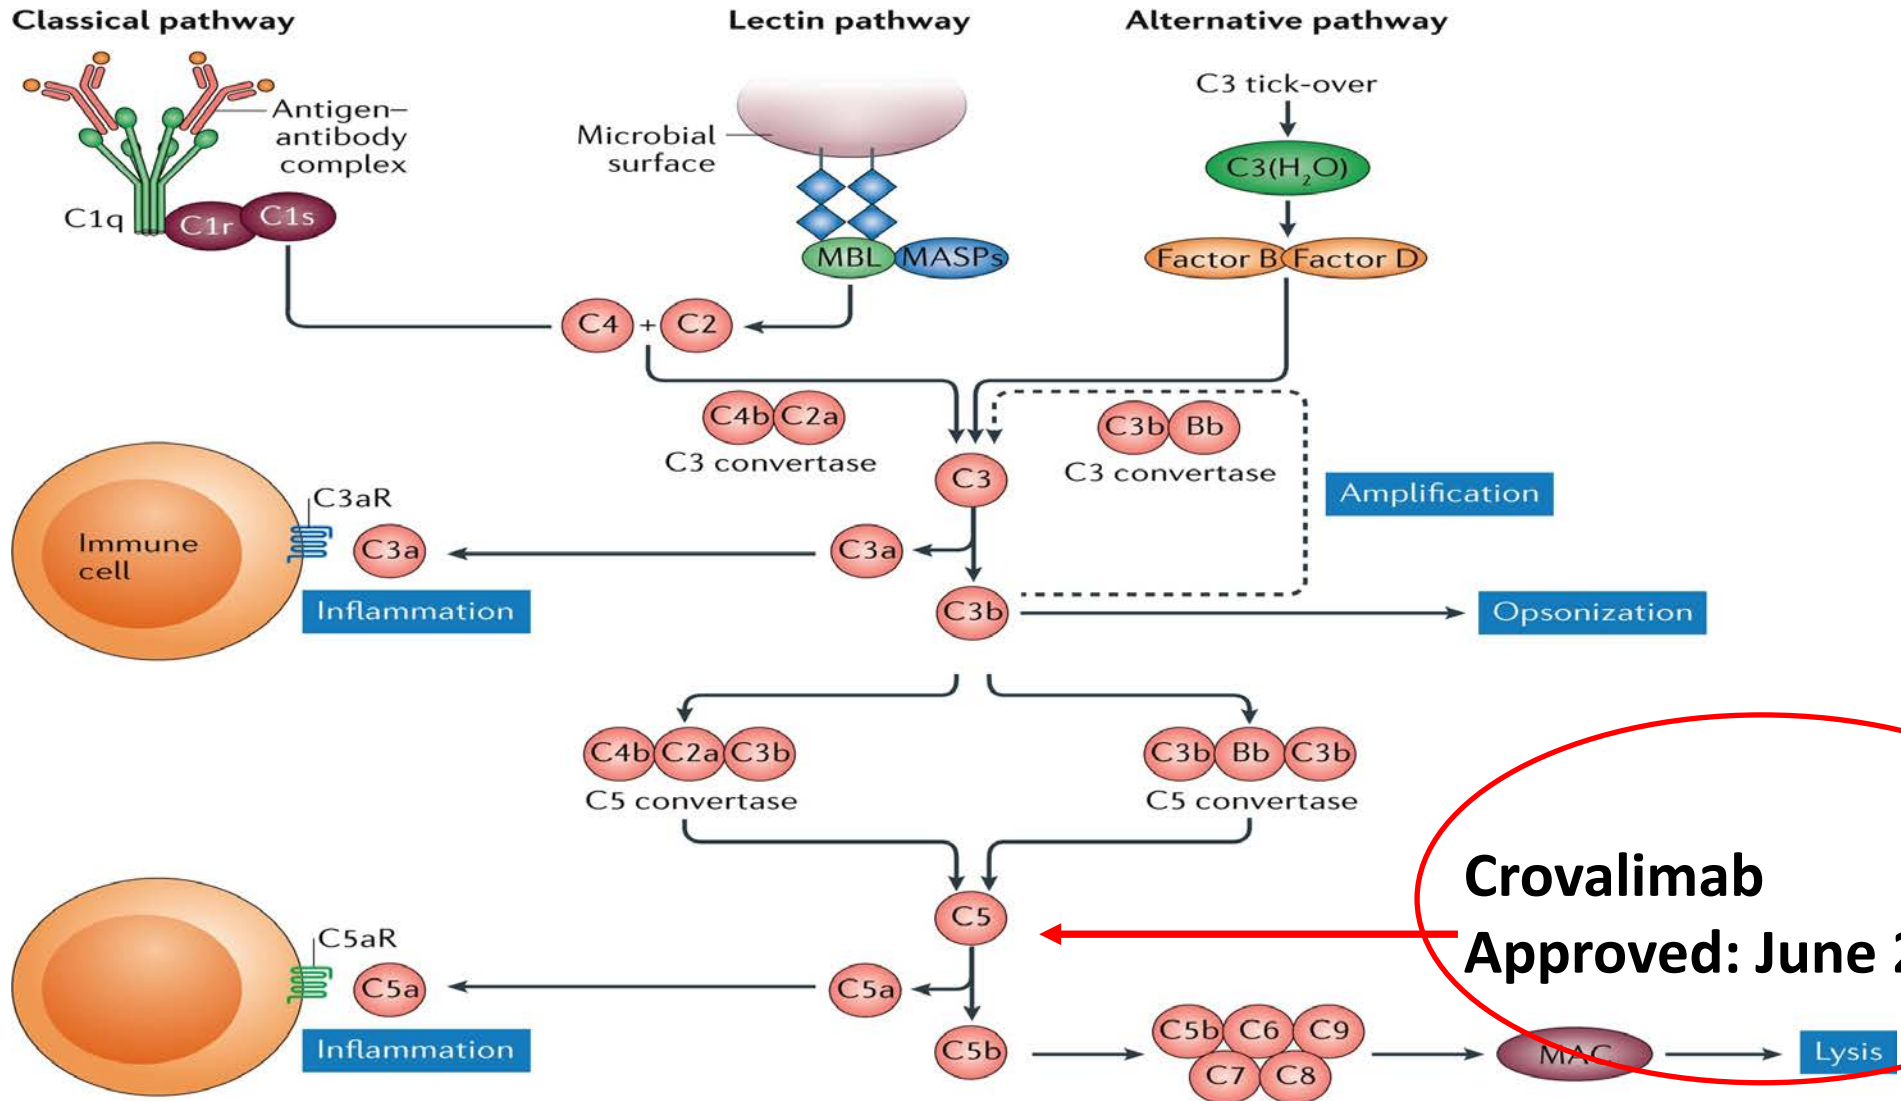 Classical pathway
Lectin pathway
Alternative pathway
Antigen–
antibody
complex
C1q
C1r
C1s
Microbial
surface
MBL
MASPs
C3 tick-over
C3(H₂O)
Factor B
Factor D
C4
+
C2
C4b
C2a
C3 convertase
C3b
Bb
C3 convertase
Amplification
C3
C3aR
Immune
cell
C3a
C3a
Inflammation
C3b
Opsonization
C4b
C2a
C3b
C5 convertase
C3b
Bb
C3b
C5 convertase
Crovalimab
Approved: June 2
C5
C5aR
C5a
C5a
Inflammation
C5b
C5b
C6
C9
C7
C8
MAC
Lysis